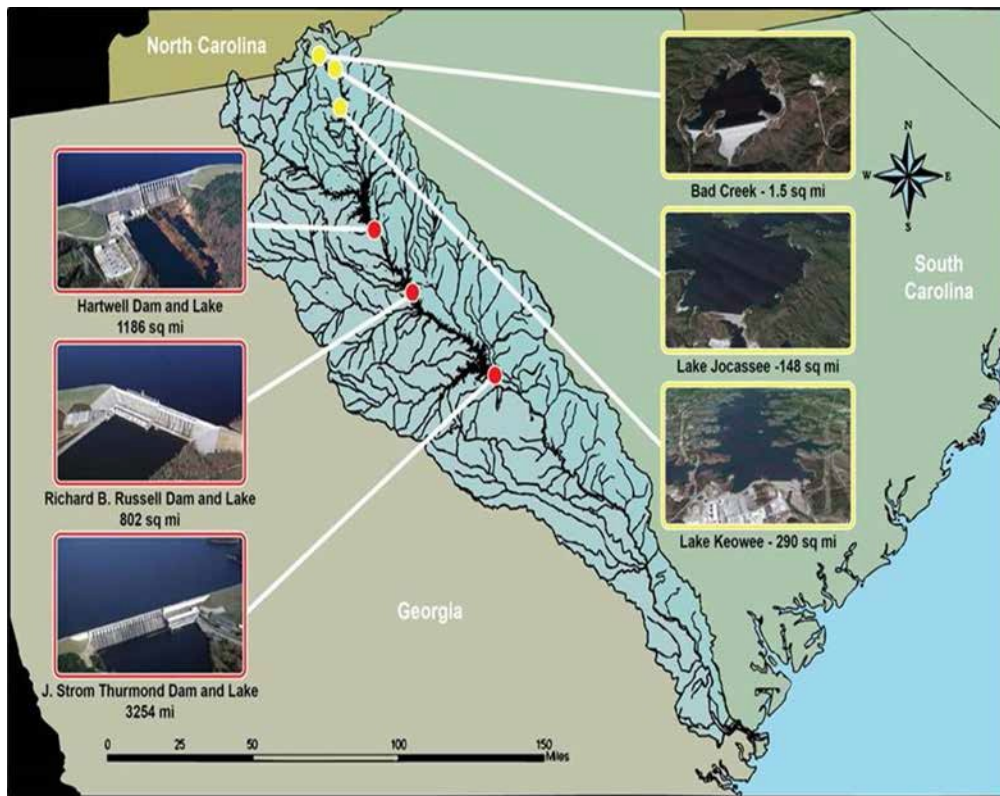 North Carolina
Bad Creek - 1.5 sq mi
N
W
E
S
South
Carolina
Hartwell Dam and Lake
1186 sq mi
Lake Jocassee -148 sq mi
Richard B. Russell Dam and Lake
802 sq mi
Lake Keowee - 290 sq mi
Georgia
J. Strom Thurmond Dam and Lake
3254 mi
0 25 50 100 150
Miles